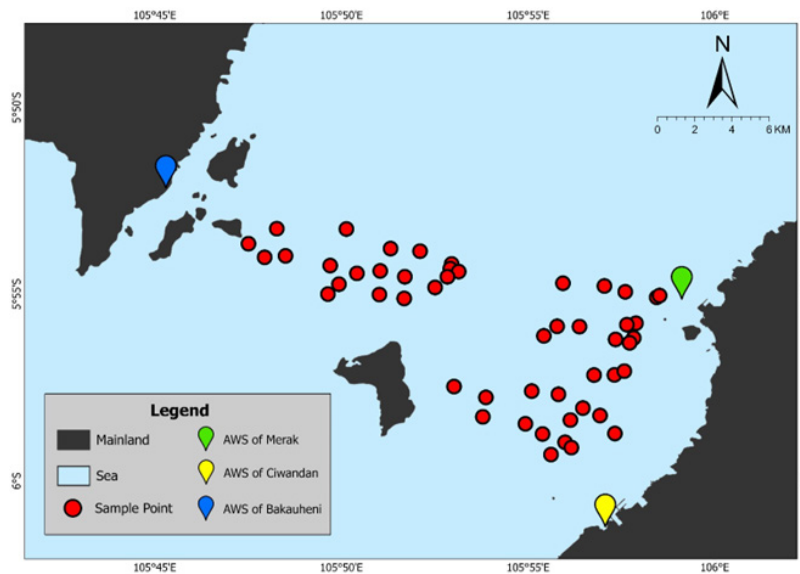 105°45'E 105°50'E 105°55'E 106°E
N
0 2 4 6 KM
5°50'S
5°55'S
6°S
Legend
Mainland
Sea
Sample Point
AWS of Merak
AWS of Ciwandan
AWS of Bakauheni
105°45'E 105°50'E 105°55'E 106°E